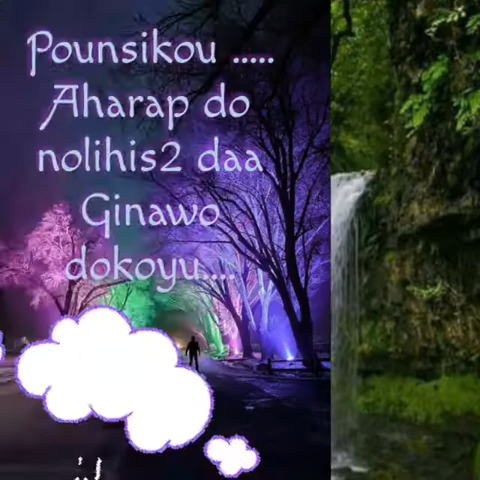 Pounsikou .....
Aharap do
nolihis2 daa
Ginawo
dokoyu....